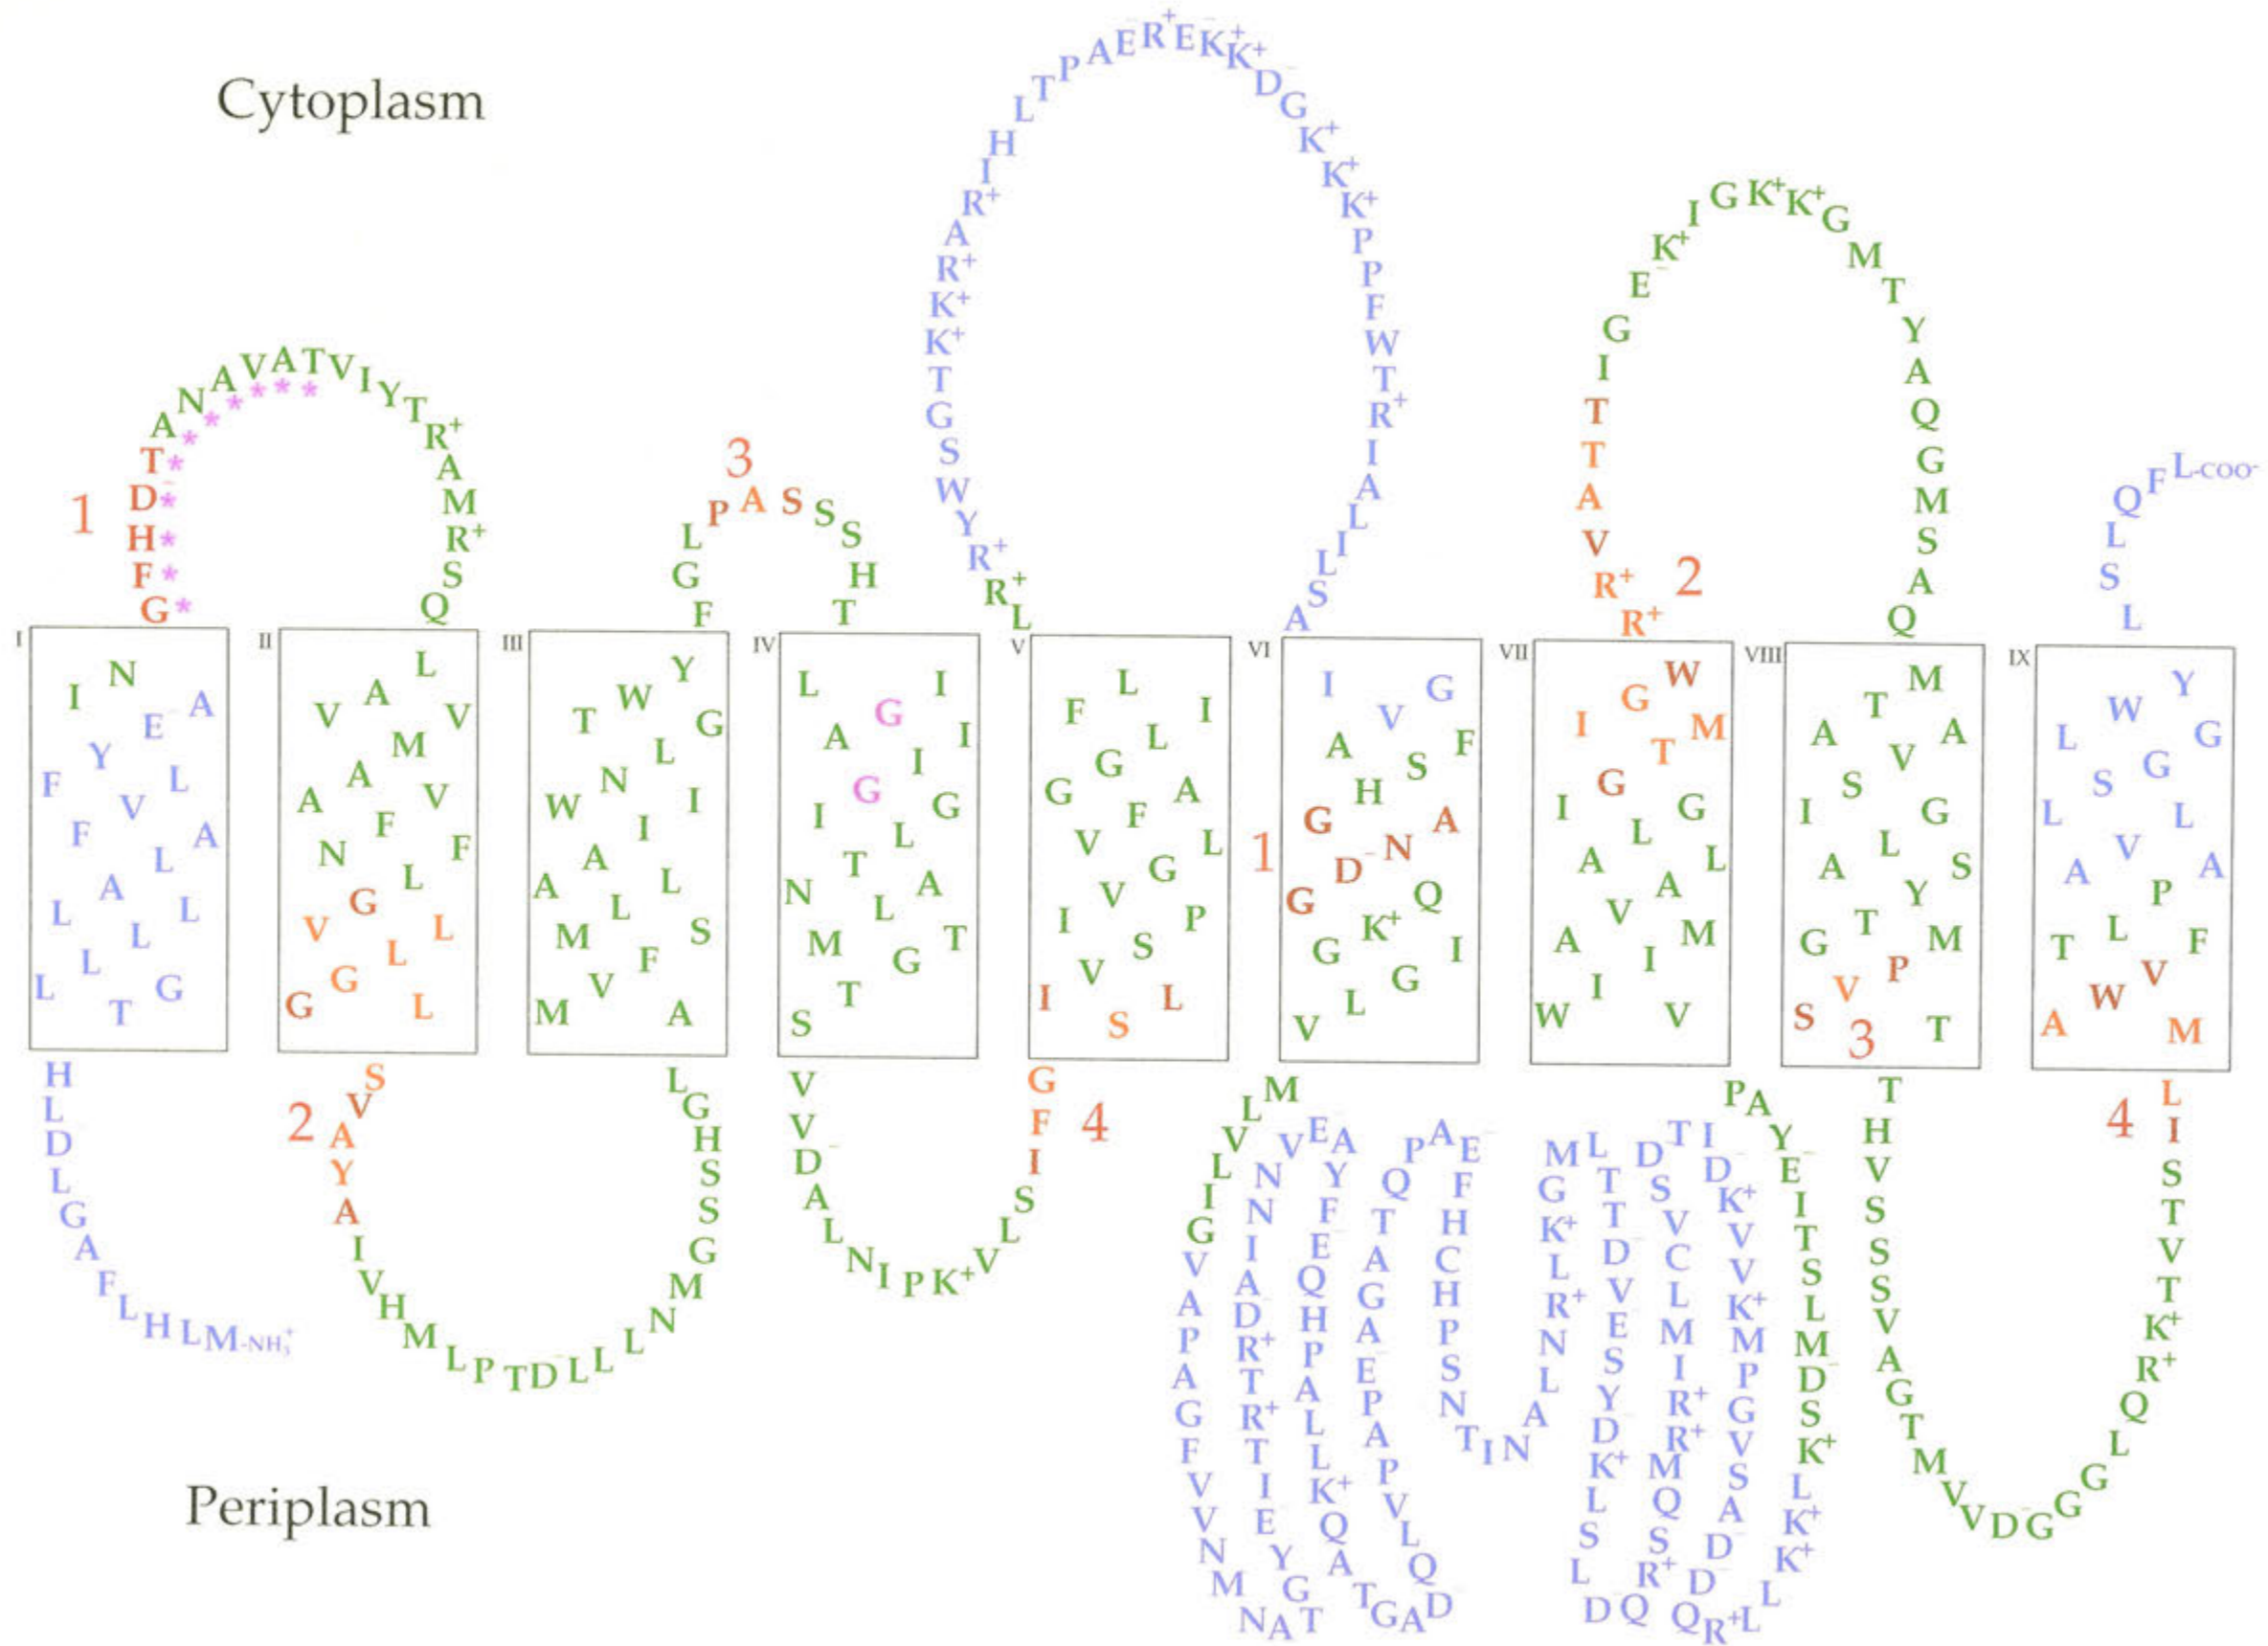 Cytoplasm
Periplasm
1
G* F* H* D-* T* A* N* A* V* A* T* V I Y T R+ A M R+ S Q
3
F G L P A S S S H T
L R+ R+ Y W S G T K+ K+ R+ A R+ I H L T P A E- R+ E- K+ K+ D- G K+ K+ K+ P P F W T R+ I A L I L S A
2
R+ R+ V A T T I G E- K+ I G K+ K+ G M T Y A Q G M S A Q
L S L Q F L-COO-
I
N
I A
E-
Y
F L
V
F A
L
A
L L
L
L
L G
T
II
L
A
V V
M
A
A V
F
N F
L
G
V L
L
G
G L
III
Y
W
T G
L
N
W I
I
A
A L
L
M S
F
V
M A
IV
L I
G
A I
I
G
I G
L
T
N A
L
M T
G
T
S
V
L
F I
L
G
G A
F
V L
G
V
I P
S
V
I L
S
VI
I G
V
A F
S
H
G A
N
D-
G Q
K+
G I
G
L
V
1
VII
W
G
I M
T
G
I G
L
A L
A
V
A M
I
I
W V
VIII
M
T
A A
V
S
I G
L
A S
Y
T
G M
P
V
S T
3
IX
Y
W
L G
G
S
L L
V
A A
P
L
T F
V
W
A M
H L D L G A F L H L M-NH3+
2
S V A Y A I V H M L P T D- L L L N M G S S H G L
V V D- A L N I P K+ V L S I F G
4
M L V L I G V A P A G F V V N M N A T G Y E I T R+ T R+ D- A I N N V E- A Y F E- Q H P A L L K+ Q A T G A D- Q L V P A P E- A G A T Q P A E- F H C H P S N T I N A L N R+ L K+ G M L T T D- V E- S Y D- K+ L S L D- Q S R+ Q M R+ R+ I M L C V S D- T I D- K+ V V K+ M P G V S A D- D- Q R+ L L K+ K+ L K+ S D- M L S T I E- Y A P
T H V S S S V A G T M V V D- G G G L Q R+ K+ T V T S I L
4